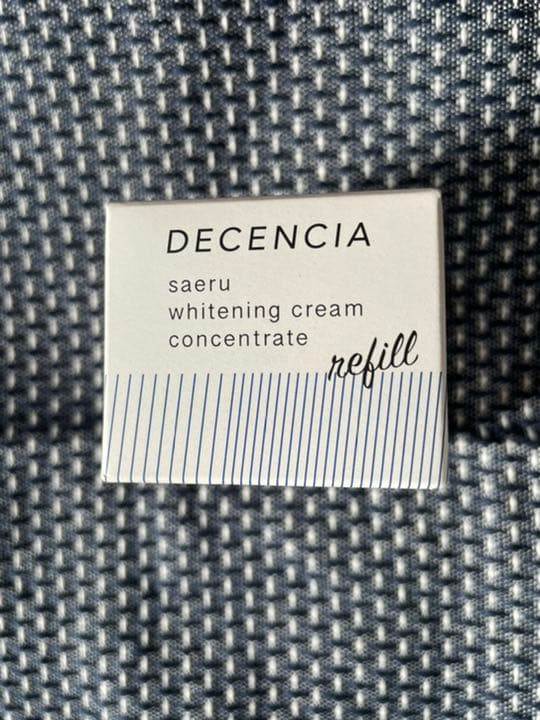 DECENCIA
saeru
whitening cream
concentrate
refill